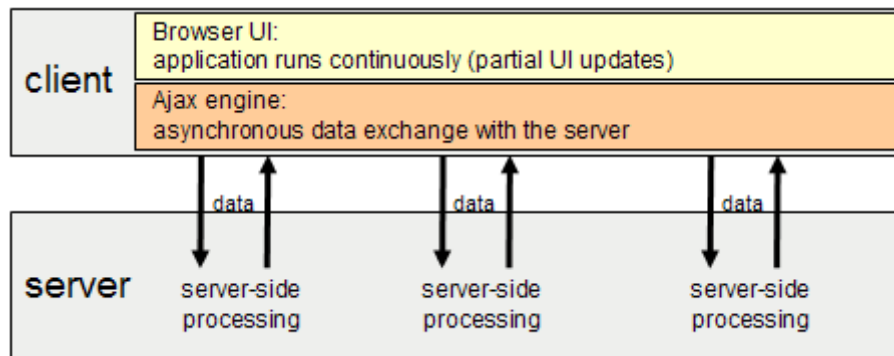 client
Browser UI:
application runs continuously (partial UI updates)
Ajax engine:
asynchronous data exchange with the server
data
data
data
server
server-side
processing
server-side
processing
server-side
processing